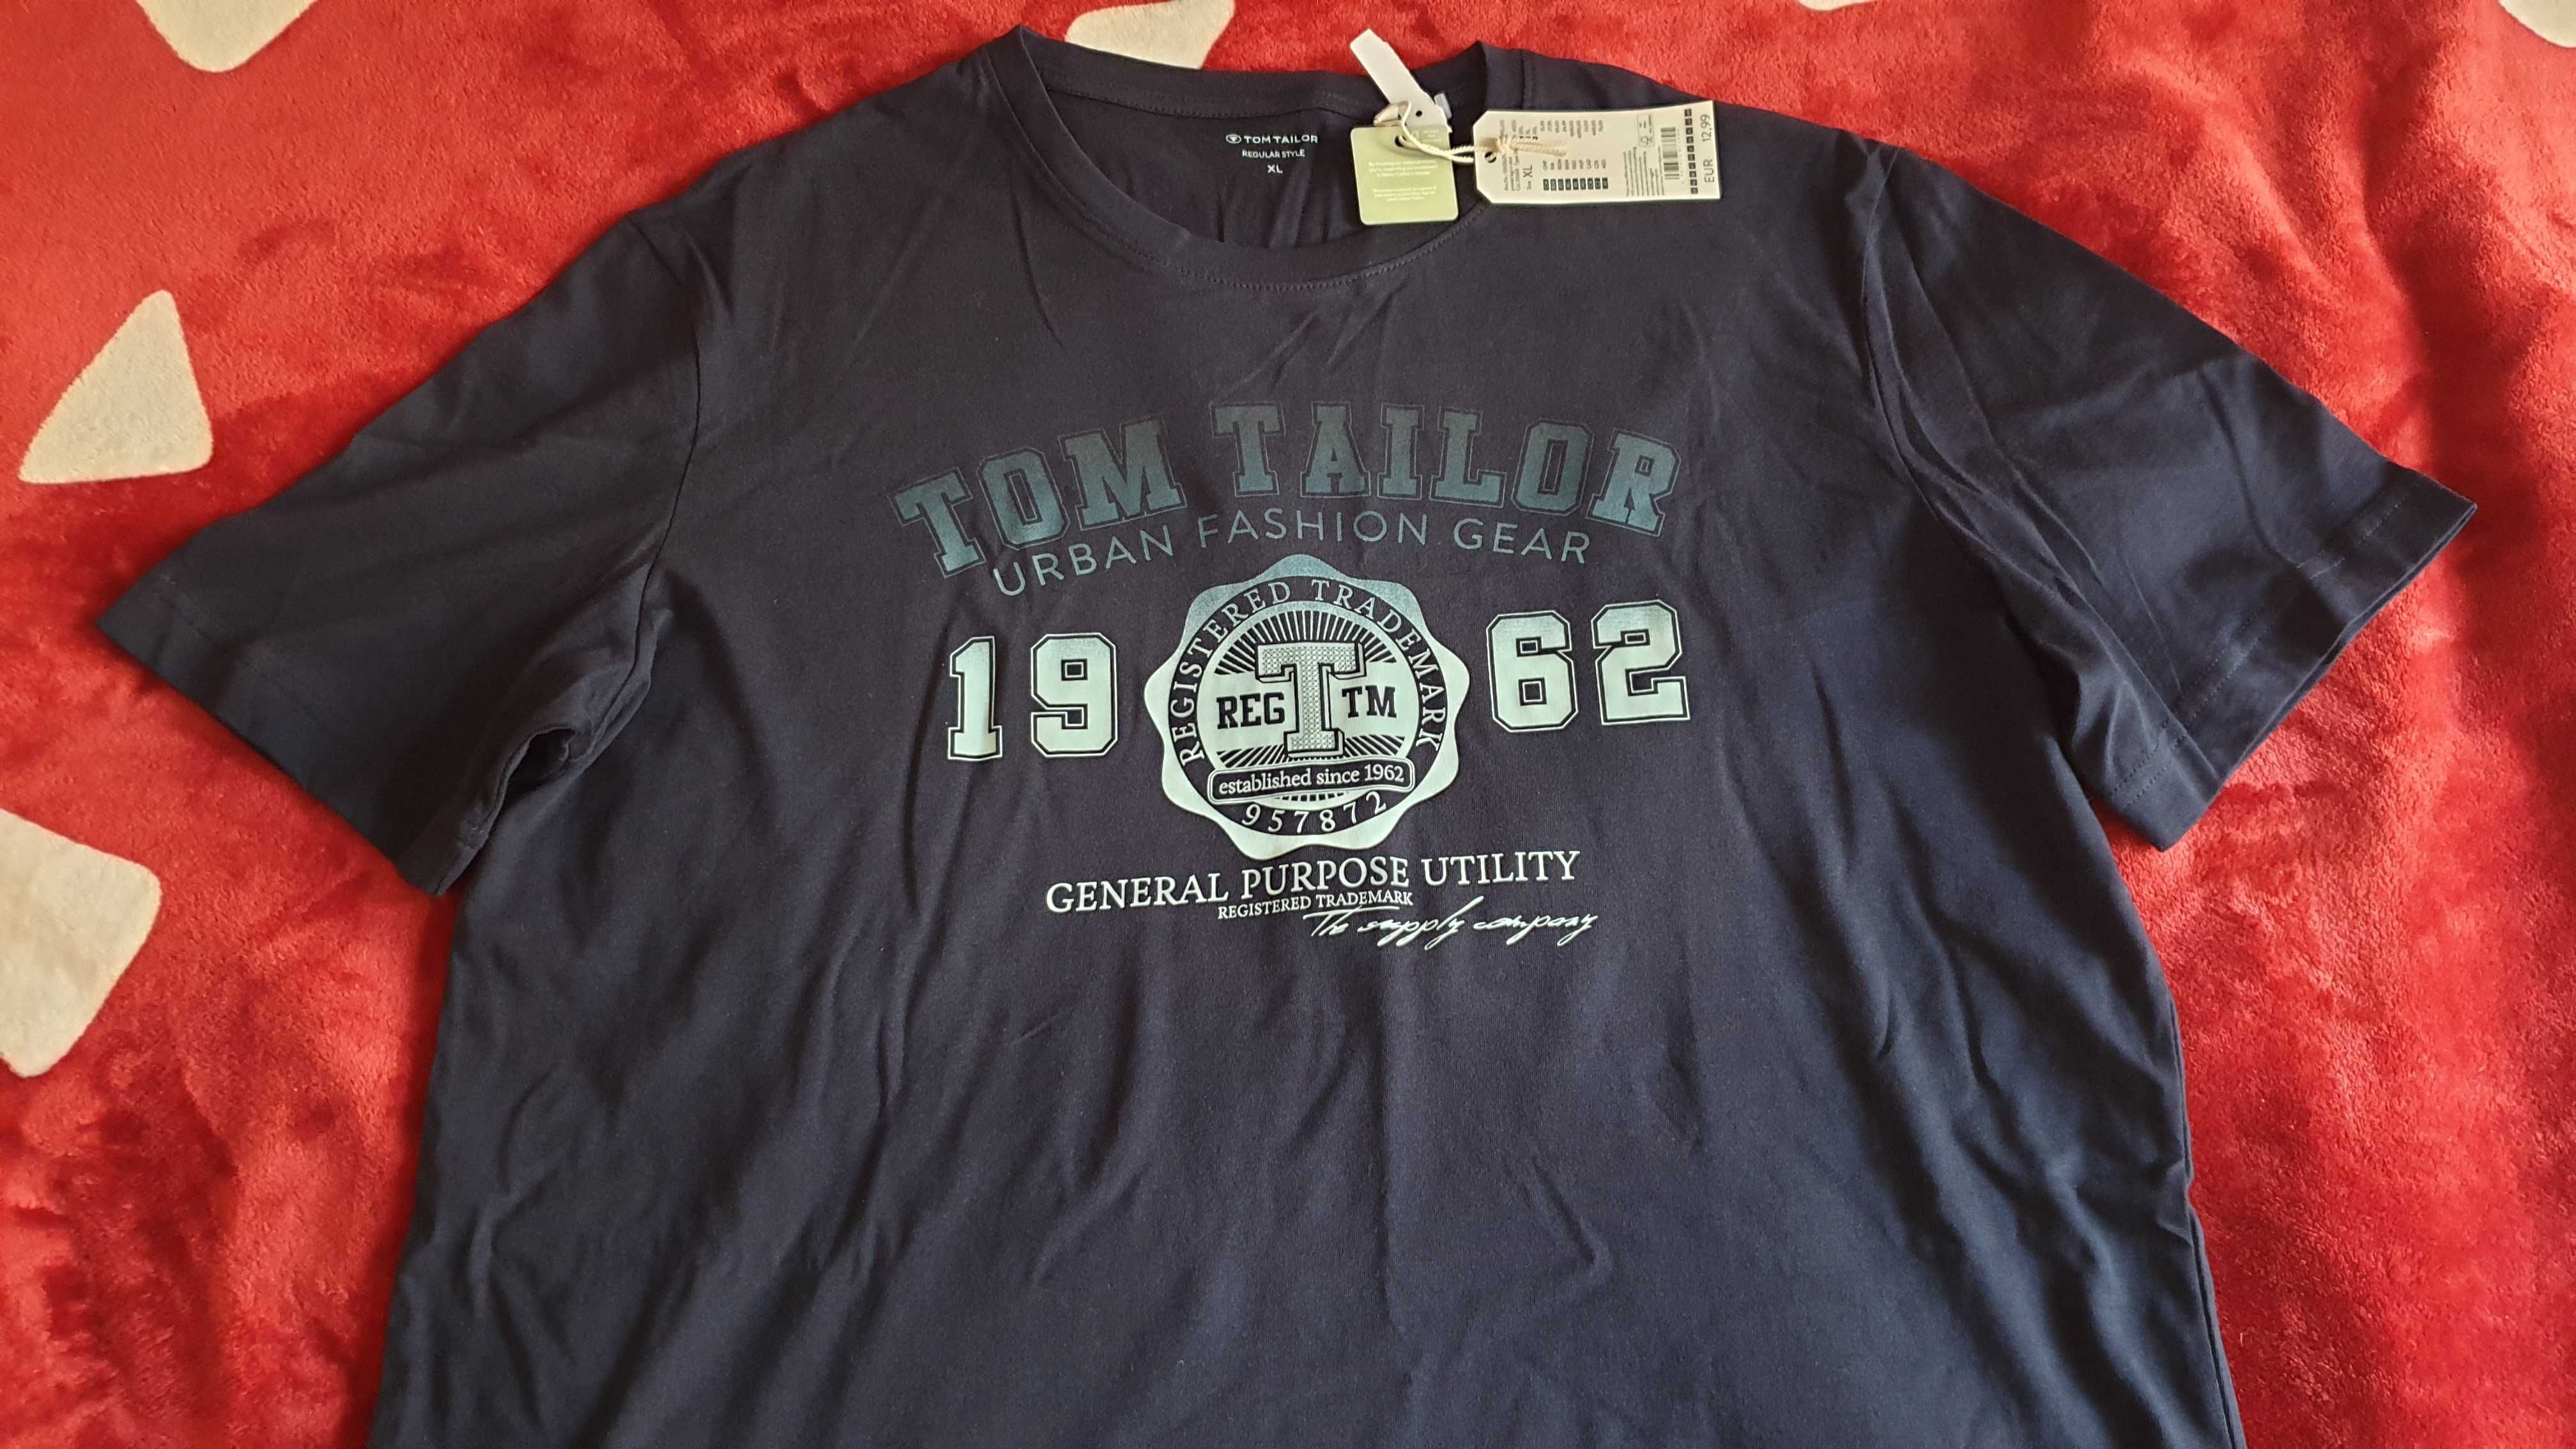 TOM TAILOR
REGULAR STYLE
XL
Size XL
EUR 12,99
TOM TAILOR
URBAN FASHION GEAR
19 62
REGISTERED TRADEMARK
REG T TM
established since 1962
957872
GENERAL PURPOSE UTILITY
REGISTERED TRADEMARK
The supply company